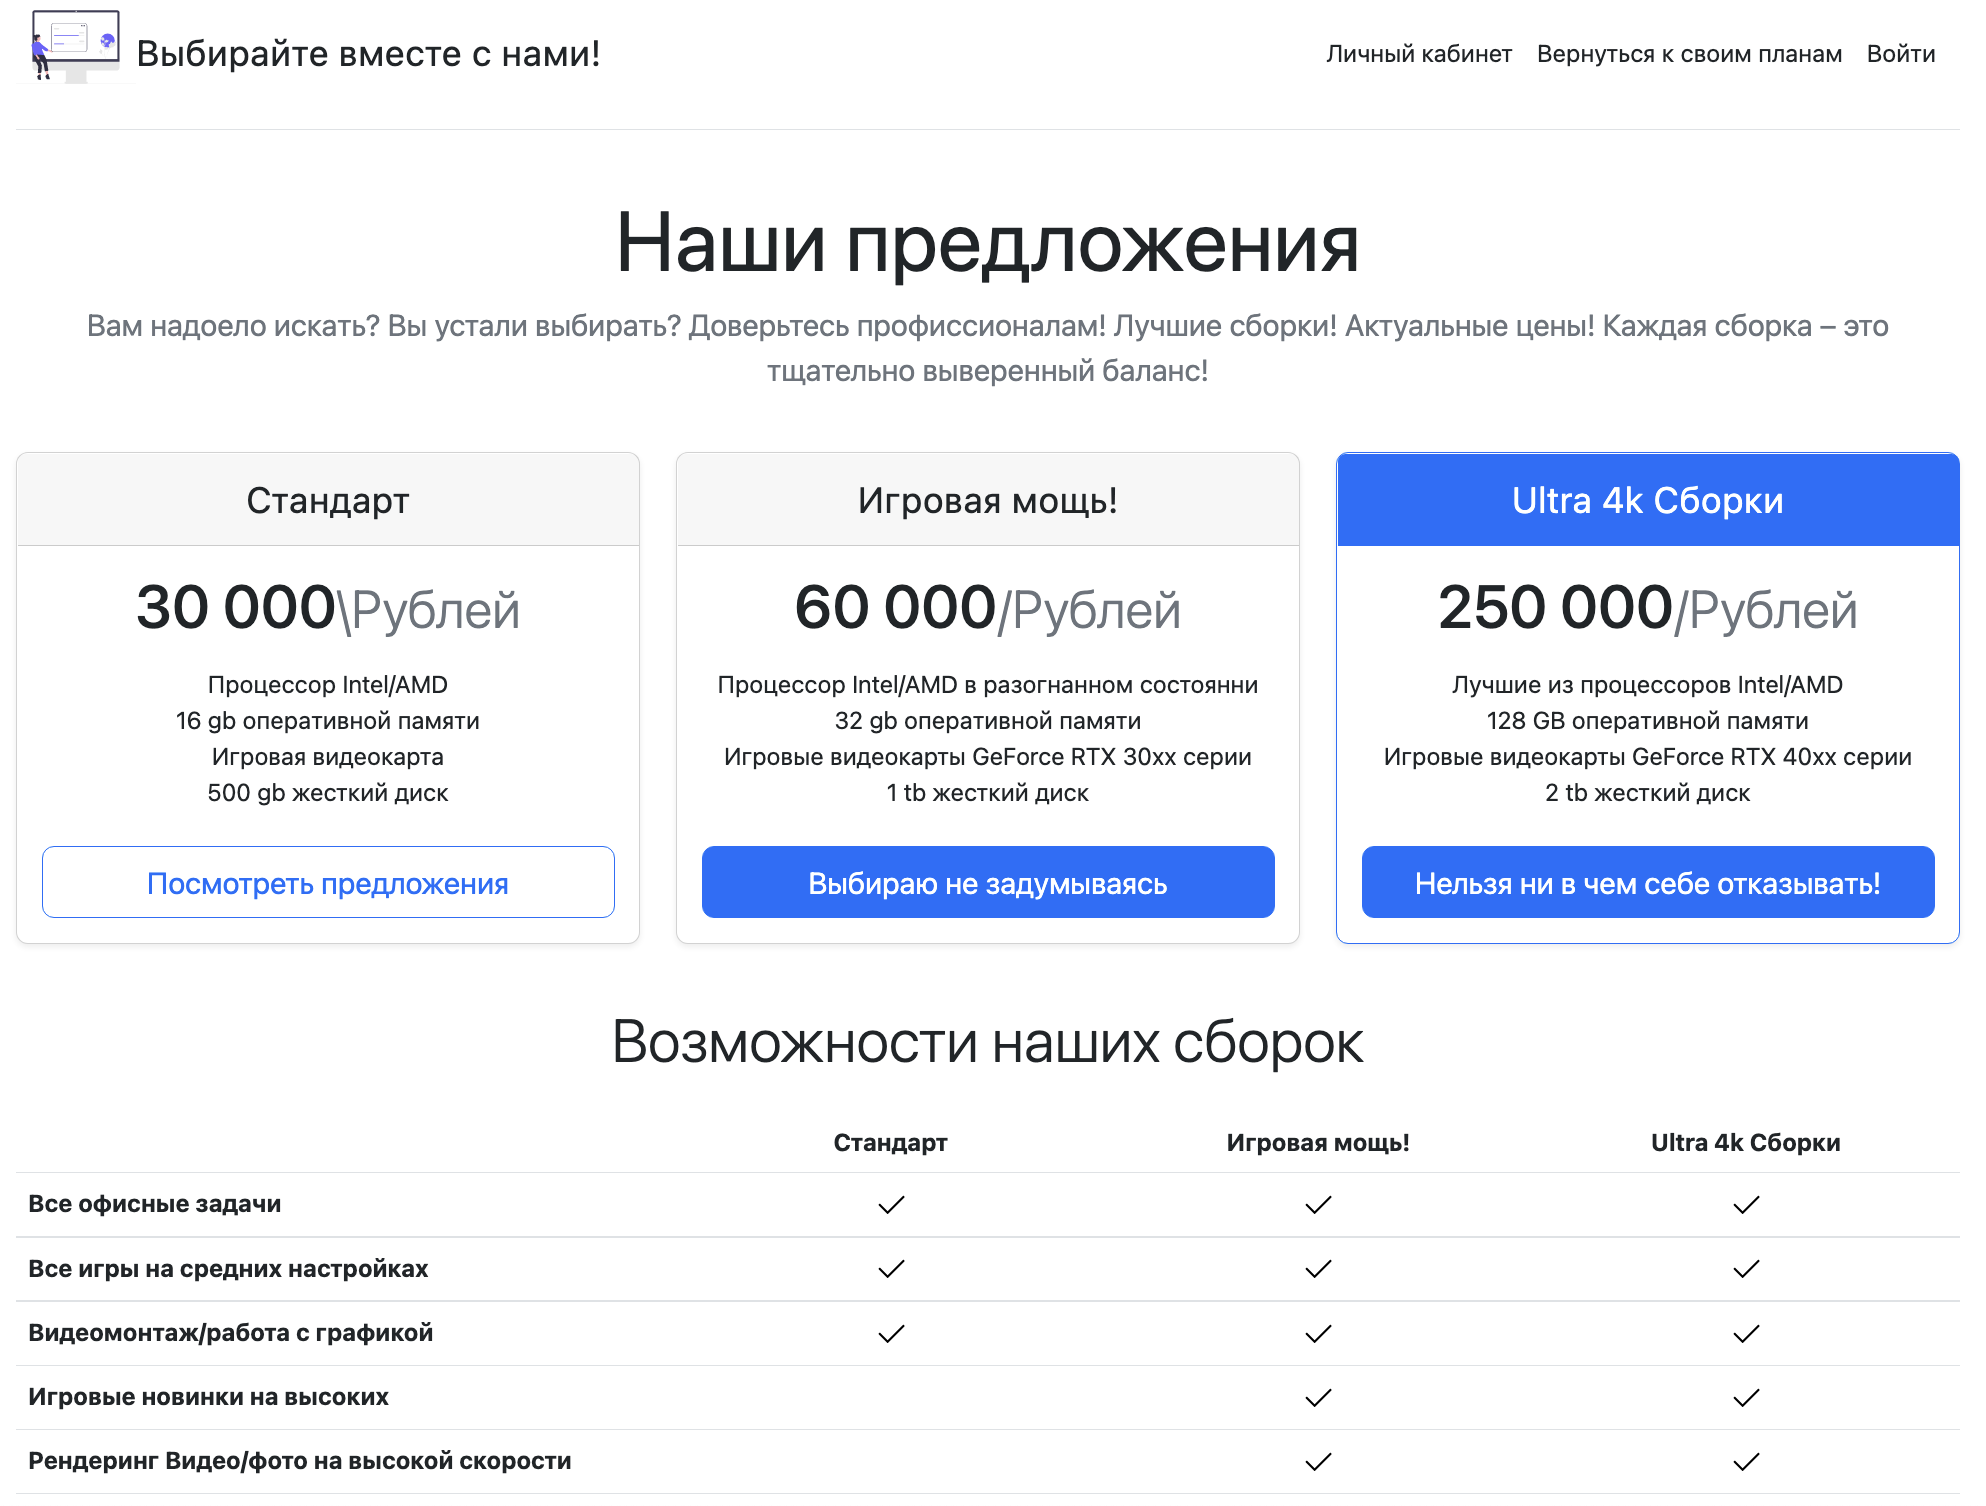 Выбирайте вместе с нами!
Личный кабинет Вернуться к своим планам Войти
Наши предложения
Вам надоело искать? Вы устали выбирать? Доверьтесь профиссионалам! Лучшие сборки! Актуальные цены! Каждая сборка – это
тщательно выверенный баланс!
Стандарт
30 000\Рублей
Процессор Intel/AMD
16 gb оперативной памяти
Игровая видеокарта
500 gb жесткий диск
Посмотреть предложения
Игровая мощь!
60 000/Рублей
Процессор Intel/AMD в разогнанном состоянни
32 gb оперативной памяти
Игровые видеокарты GeForce RTX 30xx серии
1 tb жесткий диск
Выбираю не задумываясь
Ultra 4k Сборки
250 000/Рублей
Лучшие из процессоров Intel/AMD
128 GB оперативной памяти
Игровые видеокарты GeForce RTX 40xx серии
2 tb жесткий диск
Нельзя ни в чем себе отказывать!
Возможности наших сборок
Стандарт Игровая мощь! Ultra 4k Сборки
Все офисные задачи
Все игры на средних настройках
Видеомонтаж/работа с графикой
Игровые новинки на высоких
Рендеринг Видео/фото на высокой скорости